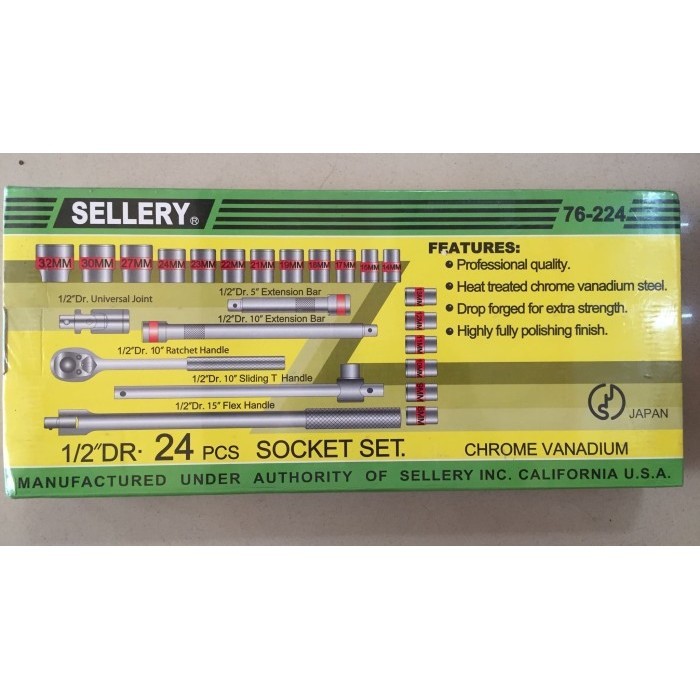 SELLERY®
76-224
32MM 30MM 27MM 24MM 23MM 22MM 21MM 19MM 18MM 17MM 15MM 14MM
FEATURES:
• Professional quality.
• Heat treated chrome vanadium steel.
• Drop forged for extra strength.
• Highly fully polishing finish.
1/2"Dr. 5" Extension Bar
1/2"Dr. Universal Joint
1/2"Dr. 10" Extension Bar
1/2"Dr. 10" Ratchet Handle
1/2"Dr. 10" Sliding T Handle
1/2"Dr. 15" Flex Handle
JAPAN
1/2"DR. 24 PCS SOCKET SET.
CHROME VANADIUM
MANUFACTURED UNDER AUTHORITY OF SELLERY INC. CALIFORNIA U.S.A.